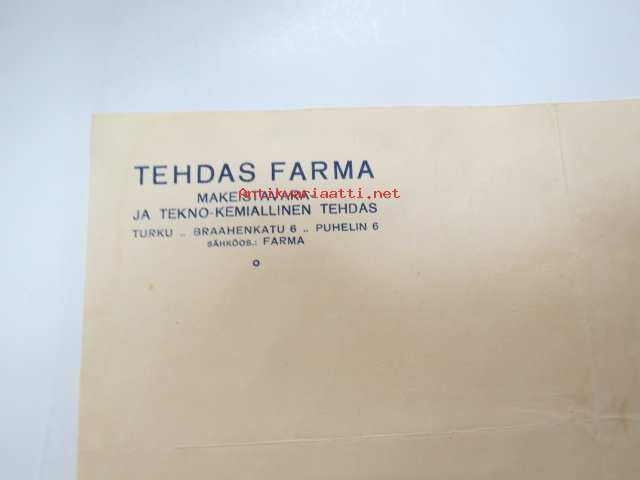 TEHDAS FARMA
MAKEISTAVARA-
Antikvariaatti.net
JA TEKNO-KEMIALLINEN TEHDAS
TURKU .. BRAAHENKATU 6 .. PUHELIN 6
SÄHKÖOS.: FARMA